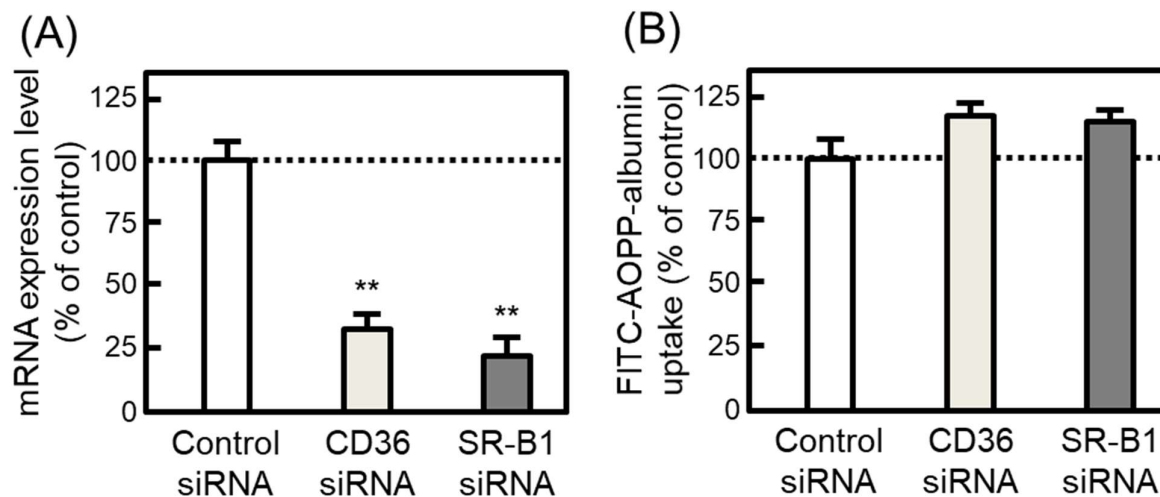 (A)
mRNA expression level
(% of control)
125
100
75
50
25
0
**
**
Control
siRNA
CD36
siRNA
SR-B1
siRNA
(B)
FITC-AOPP-albumin
uptake (% of control)
125
100
75
50
25
0
Control
siRNA
CD36
siRNA
SR-B1
siRNA